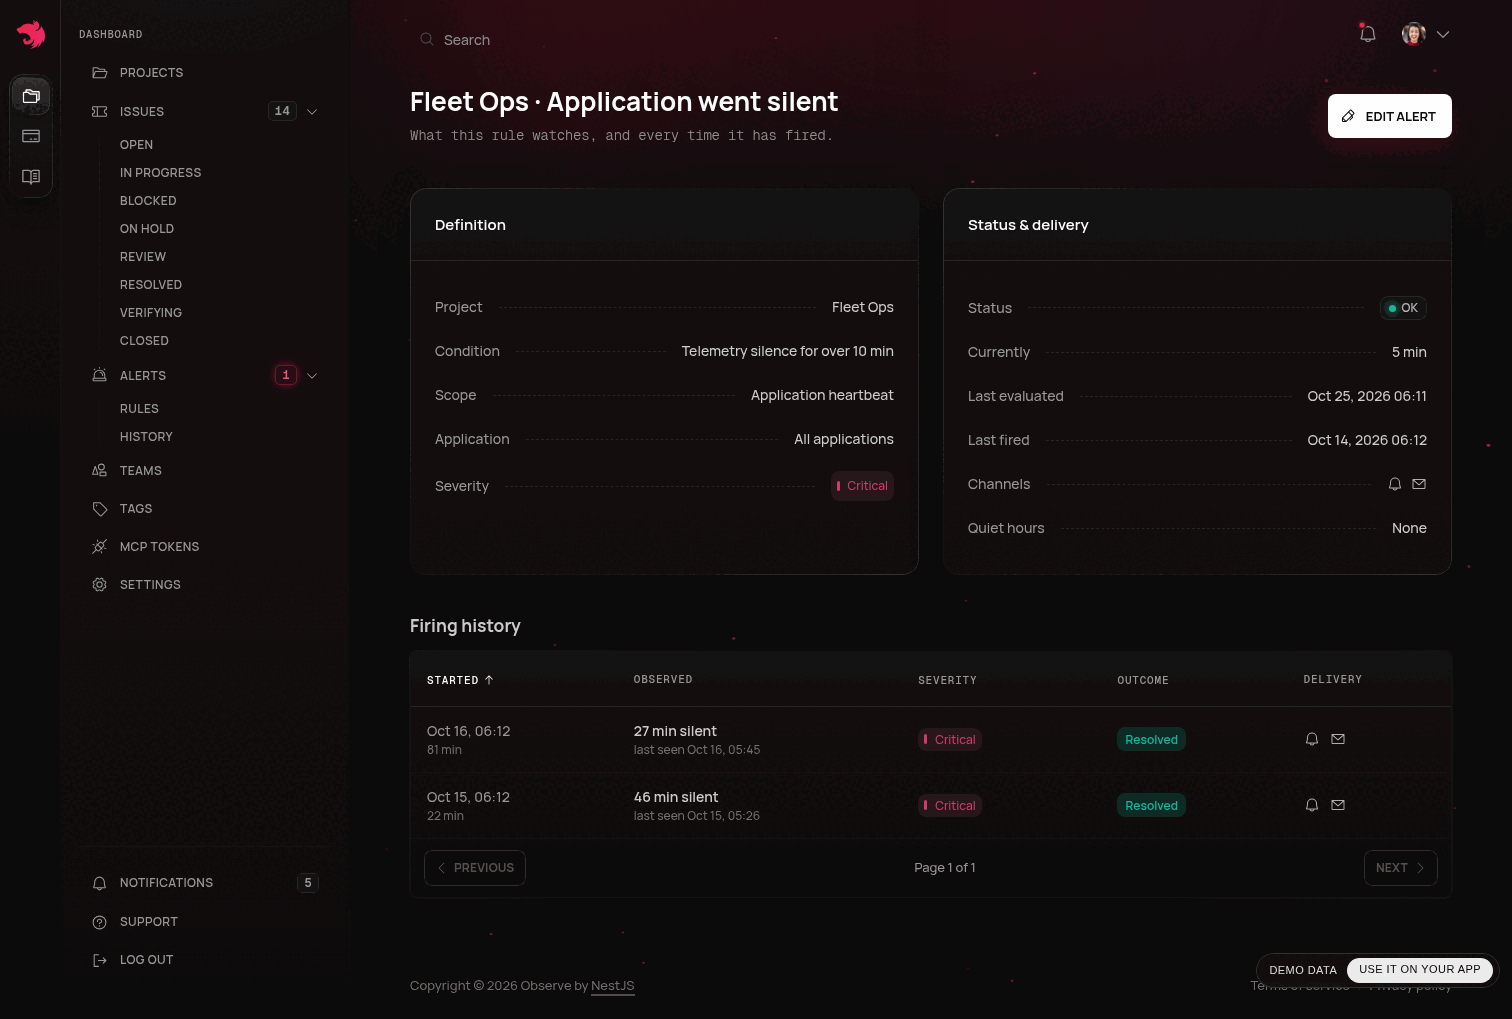 DASHBOARD
PROJECTS
ISSUES 14
OPEN
IN PROGRESS
BLOCKED
ON HOLD
REVIEW
RESOLVED
VERIFYING
CLOSED
ALERTS 1
RULES
HISTORY
TEAMS
TAGS
MCP TOKENS
SETTINGS
NOTIFICATIONS 5
SUPPORT
LOG OUT
Search
Fleet Ops · Application went silent
What this rule watches, and every time it has fired.
EDIT ALERT
Definition
Project Fleet Ops
Condition Telemetry silence for over 10 min
Scope Application heartbeat
Application All applications
Severity Critical
Status & delivery
Status OK
Currently 5 min
Last evaluated Oct 25, 2026 06:11
Last fired Oct 14, 2026 06:12
Channels
Quiet hours None
Firing history
STARTED OBSERVED SEVERITY OUTCOME DELIVERY
Oct 16, 06:12 27 min silent Critical Resolved
81 min last seen Oct 16, 05:45
Oct 15, 06:12 46 min silent Critical Resolved
22 min last seen Oct 15, 05:26
PREVIOUS Page 1 of 1 NEXT
DEMO DATA USE IT ON YOUR APP
Copyright © 2026 Observe by NestJS Terms of service Privacy policy